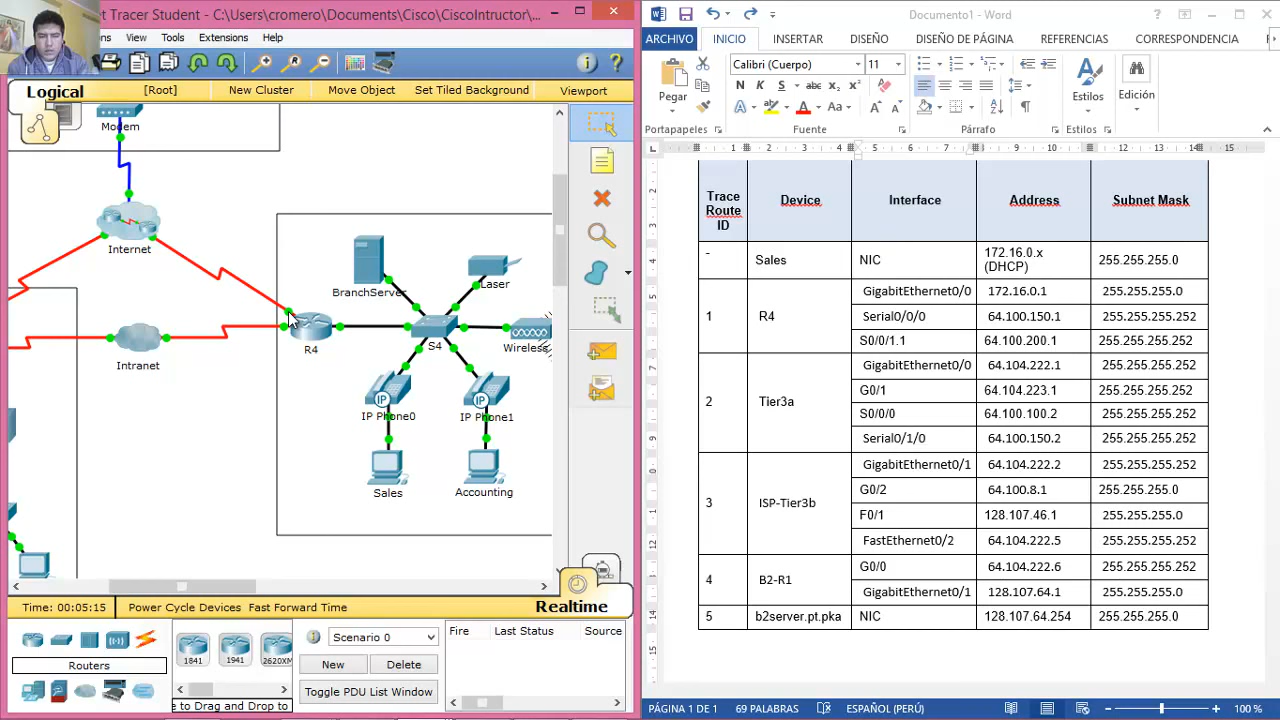 t Tracer Student - C:\Users\cromero\Documents\Cisco\CiscoIntructor\...
ns View Tools Extensions Help
Logical [Root] New Cluster Move Object Set Tiled Background Viewport
Modem
Internet
BranchServer
Laser
R4
S4
Wireless
Intranet
IP
IP Phone0
IP
IP Phone1
Sales
Accounting
Time: 00:05:15 Power Cycle Devices Fast Forward Time
Realtime
Routers
1841
1941
2620XM
e to Drag and Drop to
Scenario 0
New
Delete
Toggle PDU List Window
Fire Last Status Source
Documento1 - Word
ARCHIVO INICIO INSERTAR DISEÑO DISEÑO DE PÁGINA REFERENCIAS CORRESPONDENCIA
Pegar
Calibri (Cuerpo) 11
N K S abc x₂ x²
Aa
Estilos
Edición
Portapapeles Fuente Párrafo Estilos
Trace Route ID Device Interface Address Subnet Mask
- Sales NIC 172.16.0.x (DHCP) 255.255.255.0
1 R4 GigabitEthernet0/0 172.16.0.1 255.255.255.0
Serial0/0/0 64.100.150.1 255.255.255.252
S0/0/1.1 64.100.200.1 255.255.255.252
2 Tier3a GigabitEthernet0/0 64.104.222.1 255.255.255.252
G0/1 64.104.223.1 255.255.255.252
S0/0/0 64.100.100.2 255.255.255.252
Serial0/1/0 64.100.150.2 255.255.255.252
3 ISP-Tier3b GigabitEthernet0/1 64.104.222.2 255.255.255.252
G0/2 64.100.8.1 255.255.255.0
F0/1 128.107.46.1 255.255.255.0
FastEthernet0/2 64.104.222.5 255.255.255.252
4 B2-R1 G0/0 64.104.222.6 255.255.255.252
GigabitEthernet0/1 128.107.64.1 255.255.255.0
5 b2server.pt.pka NIC 128.107.64.254 255.255.255.0
PÁGINA 1 DE 1 69 PALABRAS ESPAÑOL (PERÚ) 100 %